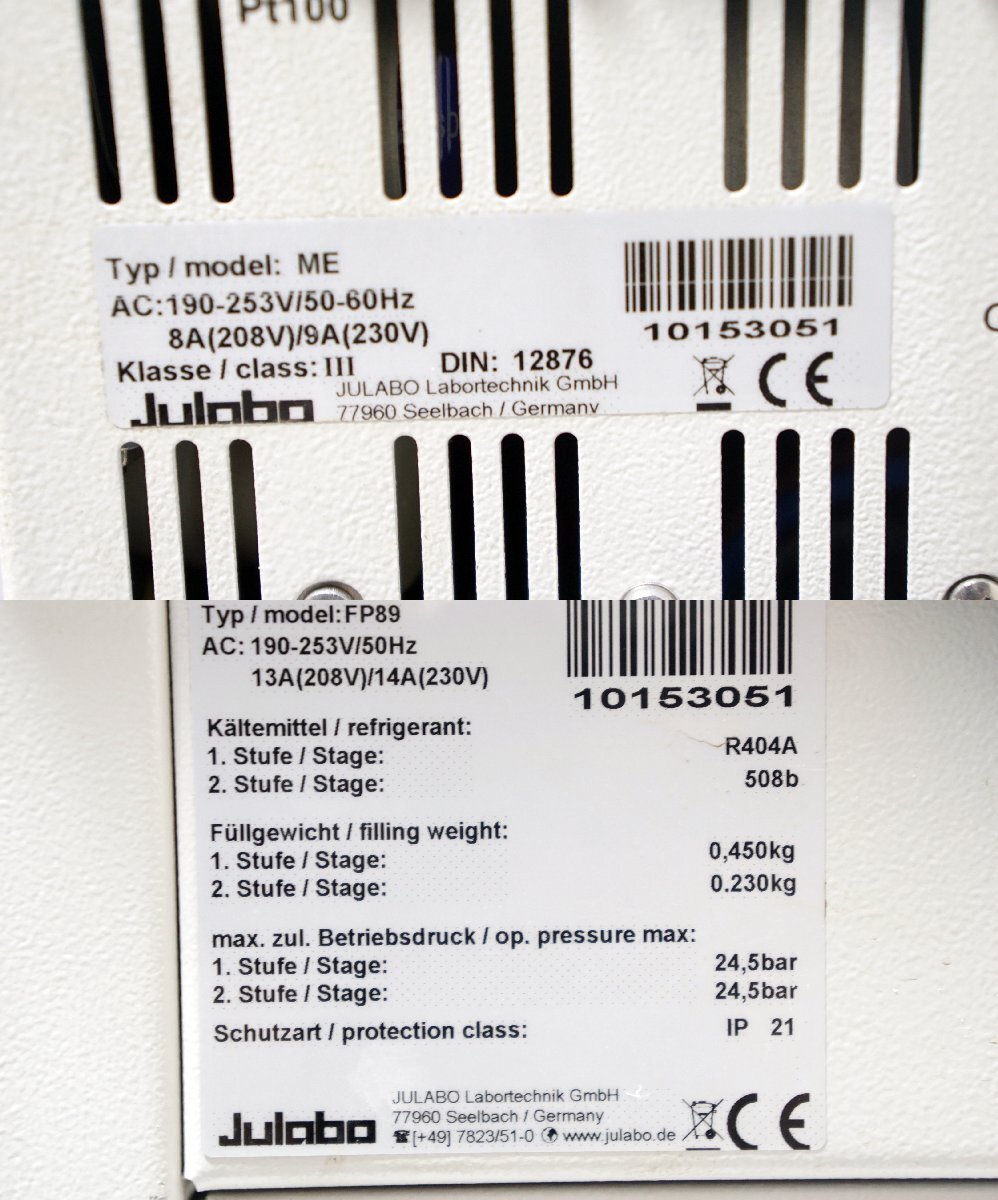 Pt100
Typ / model: ME
AC:190-253V/50-60Hz
8A(208V)/9A(230V)
Klasse / class: III DIN: 12876
10153051
JULABO Labortechnik GmbH
77960 Seelbach / Germany
Julabo
CE
Typ / model:FP89
AC: 190-253V/50Hz
13A(208V)/14A(230V)
10153051
Kältemittel / refrigerant:
1. Stufe / Stage: R404A
2. Stufe / Stage: 508b
Füllgewicht / filling weight:
1. Stufe / Stage: 0,450kg
2. Stufe / Stage: 0.230kg
max. zul. Betriebsdruck / op. pressure max:
1. Stufe / Stage: 24,5bar
2. Stufe / Stage: 24,5bar
Schutzart / protection class: IP 21
Julabo
JULABO Labortechnik GmbH
77960 Seelbach / Germany
☎[+49] 7823/51-0 www.julabo.de
CE